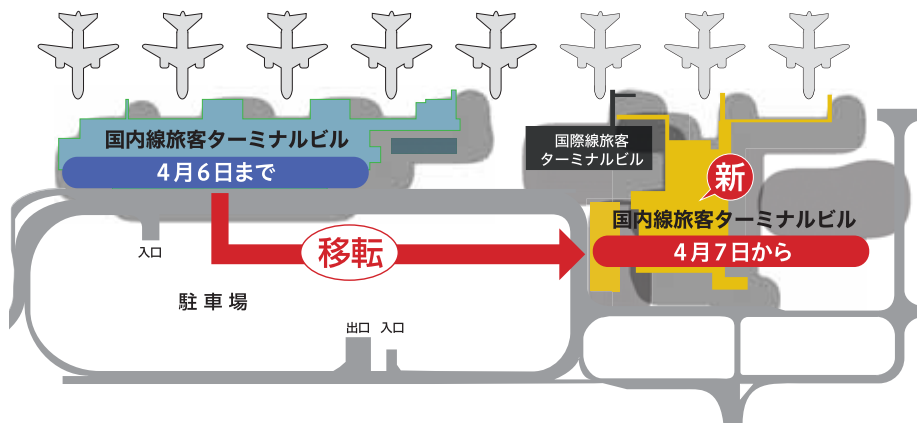 国内線旅客ターミナルビル
4月6日まで
国際線旅客
ターミナルビル
新
国内線旅客ターミナルビル
4月7日から
移転
入口
駐車場
出口
入口